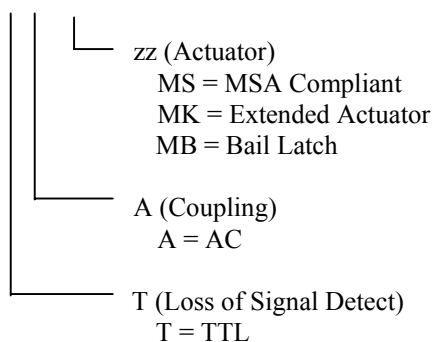 zz (Actuator)
MS = MSA Compliant
MK = Extended Actuator
MB = Bail Latch
A (Coupling)
A = AC
T (Loss of Signal Detect)
T = TTL